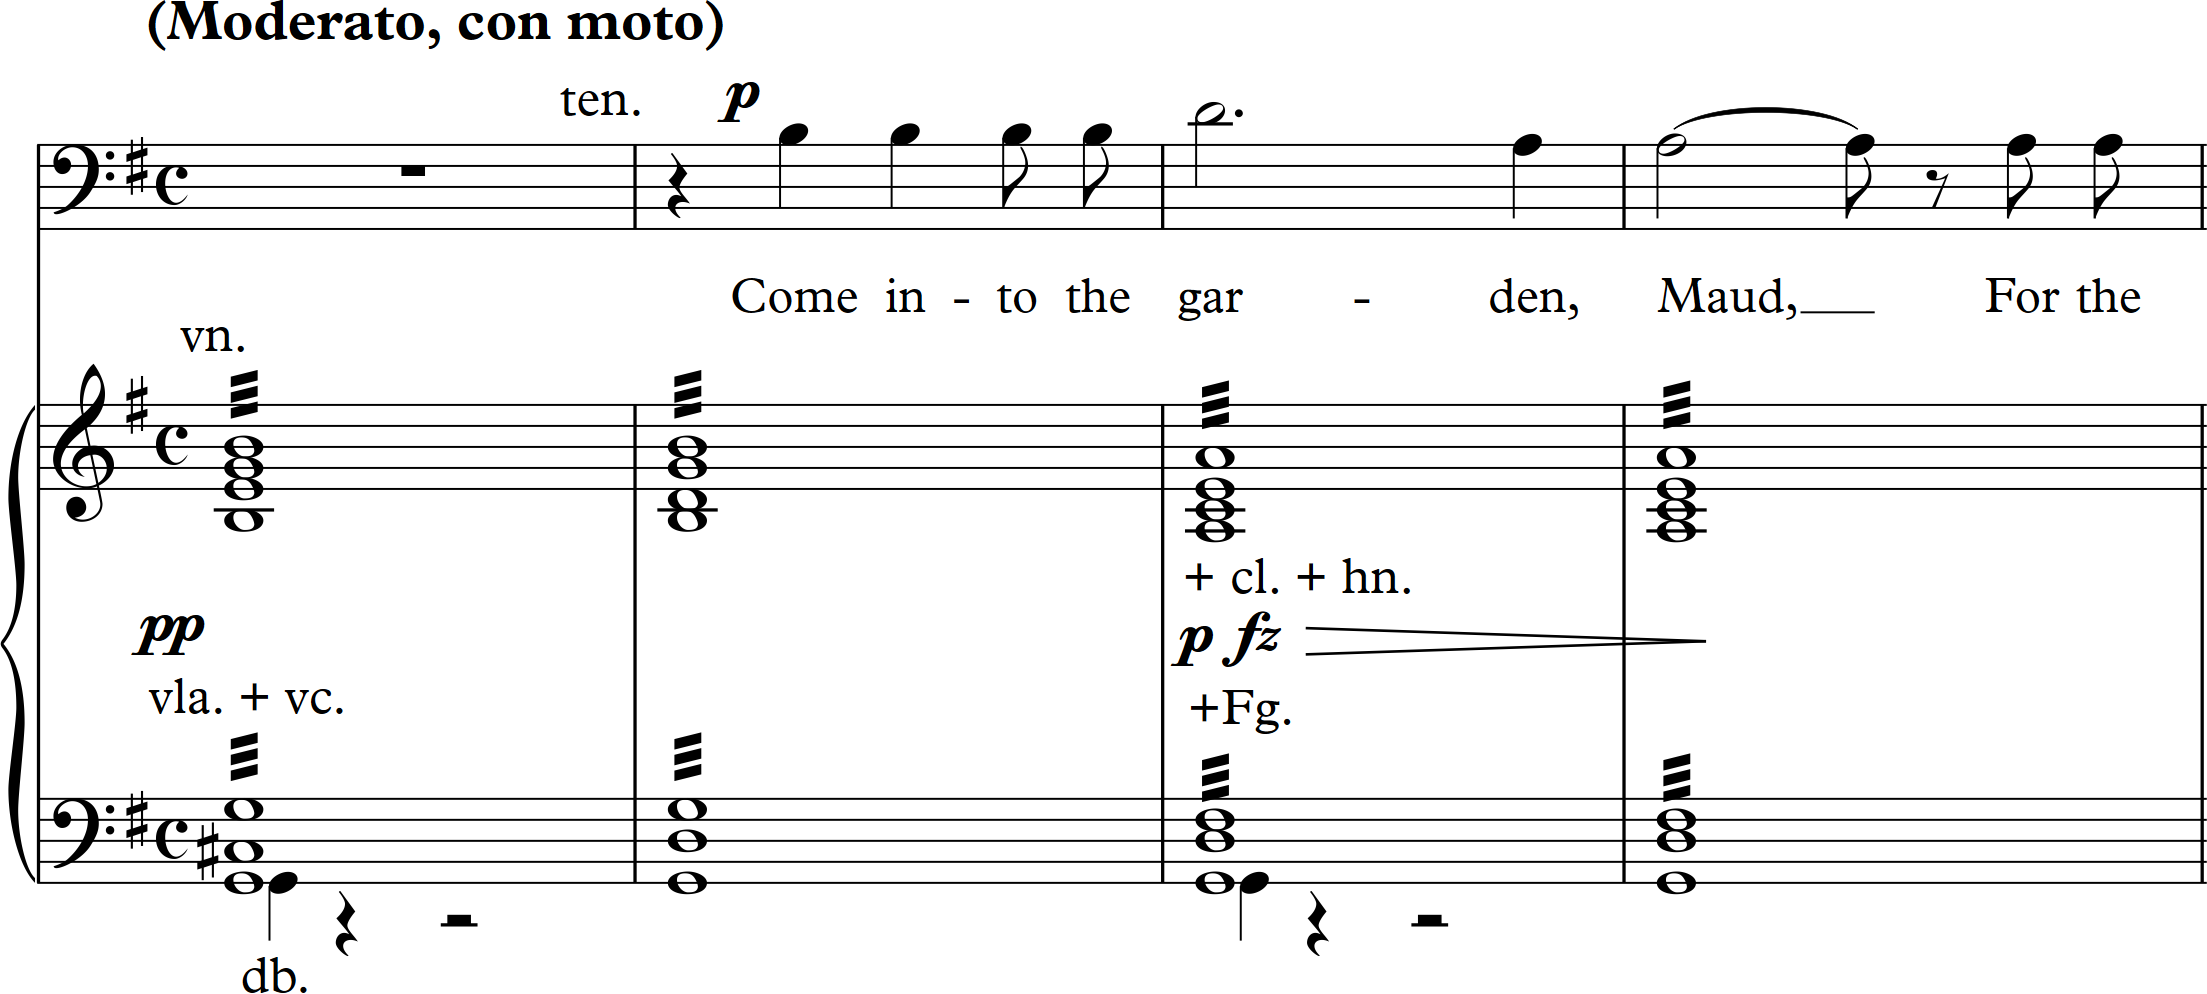 (Moderato, con moto)
ten. p
Come in - to the gar - den, Maud,___ For the
vn.
+ cl. + hn.
pp p fz
vla. + vc. +Fg.
db.